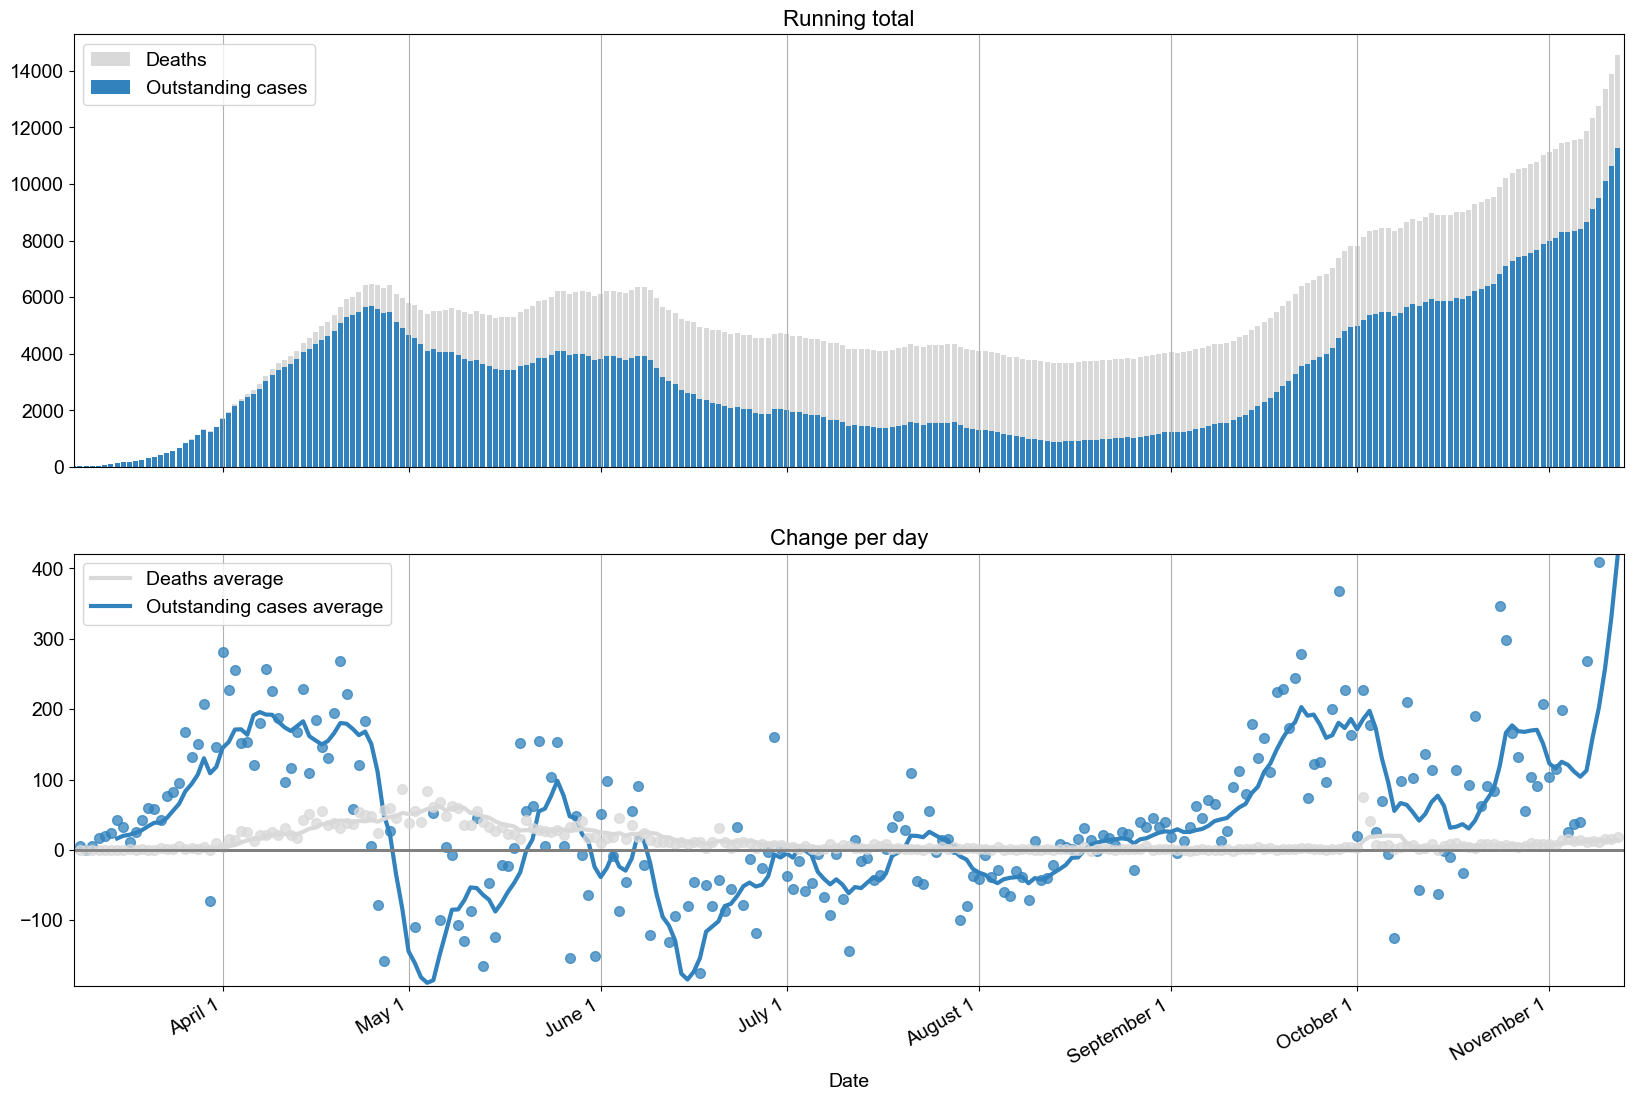 Running total
Deaths
Outstanding cases
14000
12000
10000
8000
6000
4000
2000
0
Change per day
Deaths average
Outstanding cases average
400
300
200
100
0
−100
April 1
May 1
June 1
July 1
August 1
September 1
October 1
November 1
Date